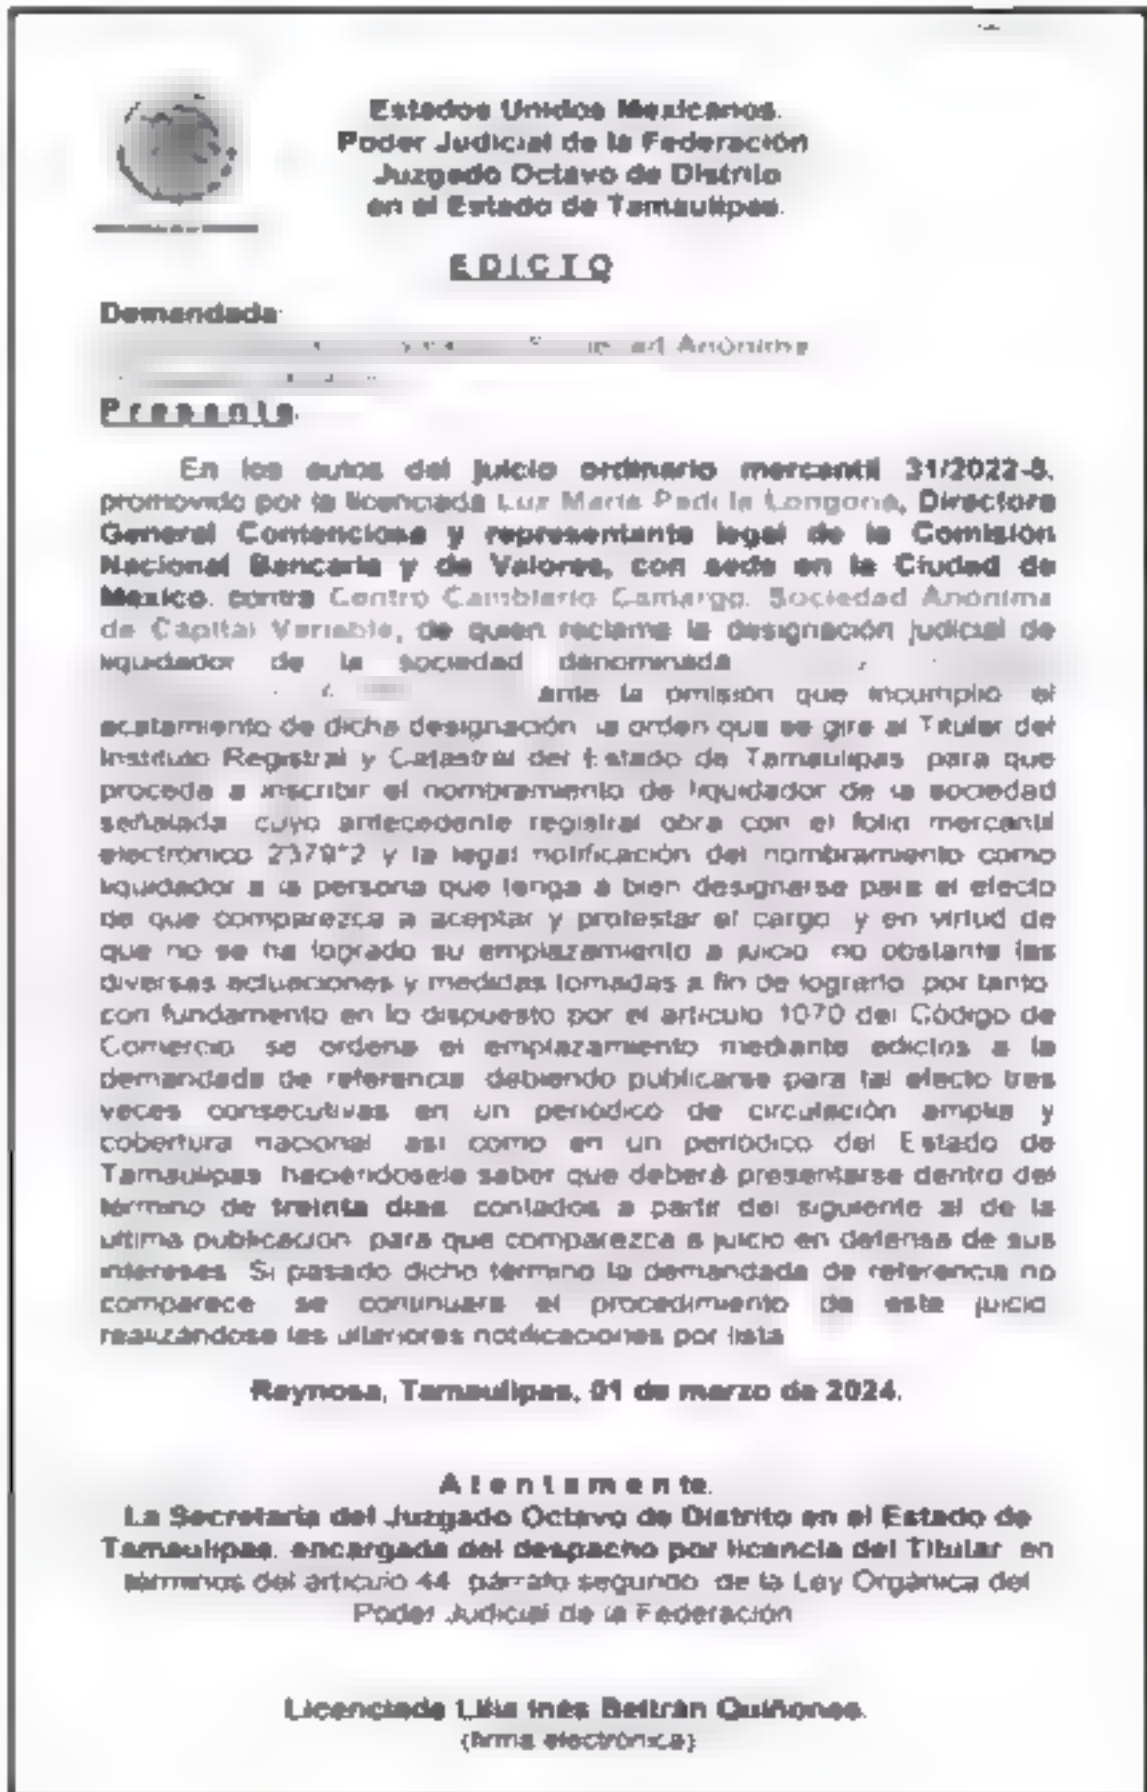 Estados Unidos Mexicanos.
Poder Judicial de la Federación
Juzgado Octavo de Distrito
en el Estado de Tamaulipas.
E D I C T O
Demandada
Anónima
P r e s e n t e.
En los autos del juicio ordinario mercantil 31/2022-8,
promovido por la licenciada Luz María Padilla Longoria, Directora
General Contenciosa y representante legal de la Comisión
Nacional Bancaria y de Valores, con sede en la Ciudad de
México, contra Centro Cambiario Camargo, Sociedad Anónima
de Capital Variable, de quien reclama la designación judicial de
liquidador de la sociedad denominada
ante la omisión que incumplió el
acatamiento de dicha designación la orden que se gire al Titular del
Instituto Registral y Catastral del Estado de Tamaulipas para que
proceda a inscribir el nombramiento de liquidador de la sociedad
señalada cuyo antecedente registral obra con el folio mercantil
electrónico 237912 y la legal notificación del nombramiento como
liquidador a la persona que tenga a bien designarse para el efecto
de que comparezca a aceptar y protestar el cargo y en virtud de
que no se ha logrado su emplazamiento a juicio no obstante las
diversas actuaciones y medidas tomadas a fin de lograrlo por tanto
con fundamento en lo dispuesto por el artículo 1070 del Código de
Comercio se ordena el emplazamiento mediante edictos a la
demandada de referencia debiendo publicarse para tal efecto tres
veces consecutivas en un periódico de circulación amplia y
cobertura nacional así como en un periódico del Estado de
Tamaulipas haciéndosele saber que deberá presentarse dentro del
término de treinta días contados a partir del siguiente al de la
última publicación para que comparezca a juicio en defensa de sus
intereses. Si pasado dicho término la demandada de referencia no
comparece se continuará el procedimiento de este juicio
realizándose las ulteriores notificaciones por lista
Reynosa, Tamaulipas, 01 de marzo de 2024.
A t e n t a m e n te.
La Secretaria del Juzgado Octavo de Distrito en el Estado de
Tamaulipas, encargada del despacho por licencia del Titular en
términos del artículo 44 párrafo segundo de la Ley Orgánica del
Poder Judicial de la Federación
Licenciada Lilia Inés Beltrán Quiñones.
(firma electrónica)